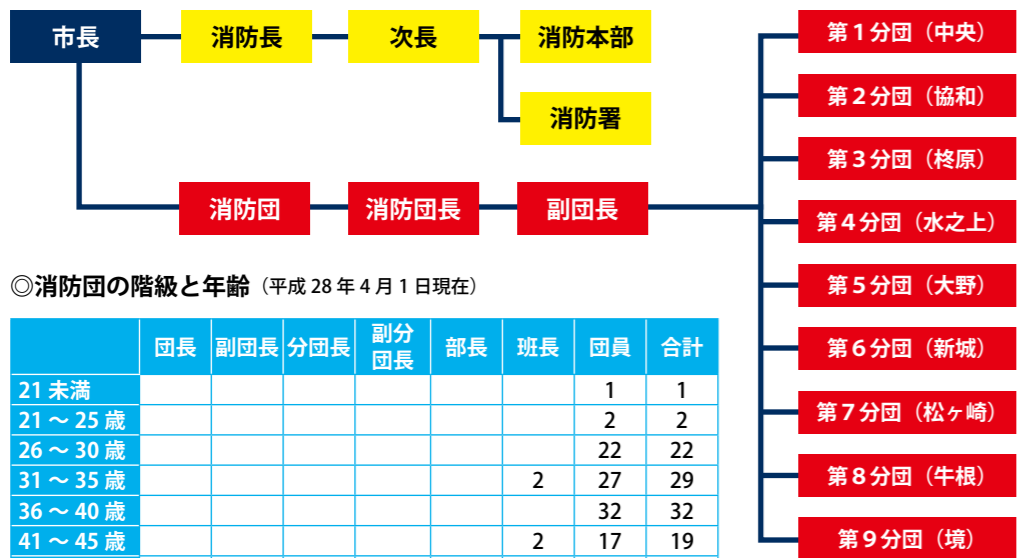 市長
消防長
次長
消防本部
消防署
消防団
消防団長
副団長
第1分団（中央）
第2分団（協和）
第3分団（柊原）
第4分団（水之上）
第5分団（大野）
第6分団（新城）
第7分団（松ヶ崎）
第8分団（牛根）
第9分団（境）
◎消防団の階級と年齢（平成 28 年 4 月 1 日現在）
団長 副団長 分団長 副分団長 部長 班長 団員 合計
21 未満 1 1
21 ～ 25 歳 2 2
26 ～ 30 歳 22 22
31 ～ 35 歳 2 27 29
36 ～ 40 歳 32 32
41 ～ 45 歳 2 17 19